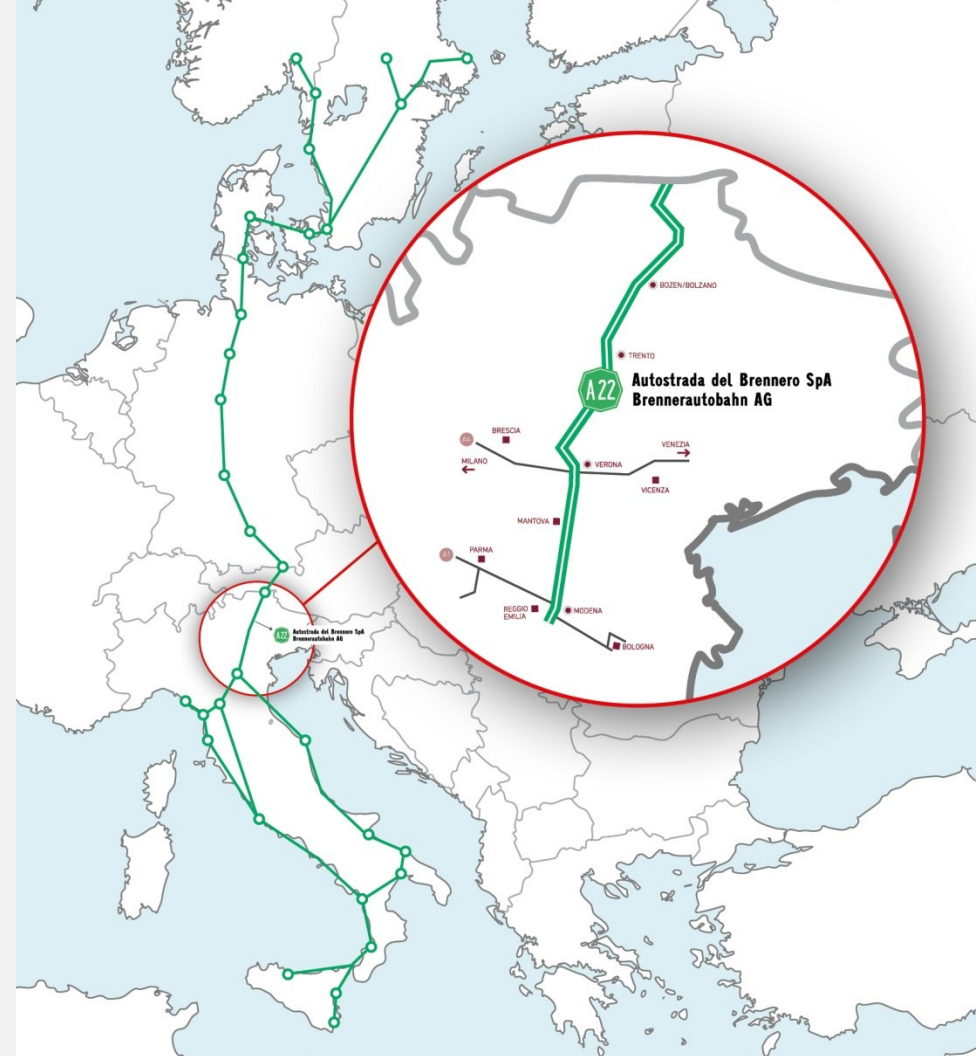 BOZEN/BOLZANO
TRENTO
A22
Autostrada del Brennero SpA
Brennerautobahn AG
BRESCIA
A4
MILANO
VENEZIA
VERONA
VICENZA
MANTOVA
A1
PARMA
REGGIO
EMILIA
MODENA
BOLOGNA
A22
Autostrada del Brennero SpA
Brennerautobahn AG